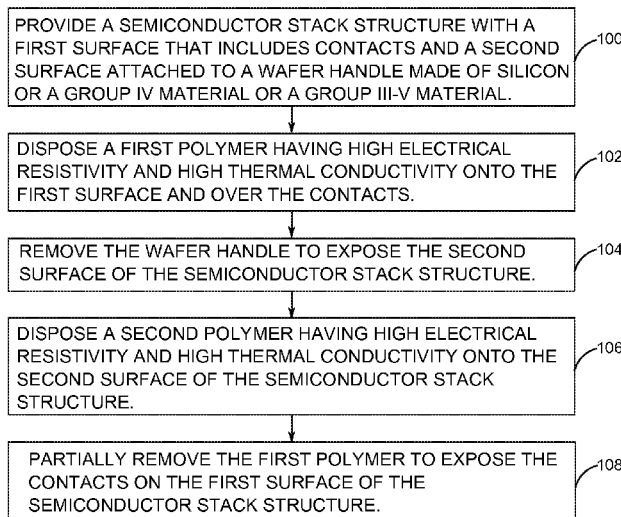 PROVIDE A SEMICONDUCTOR STACK STRUCTURE WITH A
FIRST SURFACE THAT INCLUDES CONTACTS AND A SECOND
SURFACE ATTACHED TO A WAFER HANDLE MADE OF SILICON
OR A GROUP IV MATERIAL OR A GROUP III-V MATERIAL.
100
DISPOSE A FIRST POLYMER HAVING HIGH ELECTRICAL
RESISTIVITY AND HIGH THERMAL CONDUCTIVITY ONTO THE
FIRST SURFACE AND OVER THE CONTACTS.
102
REMOVE THE WAFER HANDLE TO EXPOSE THE SECOND
SURFACE OF THE SEMICONDUCTOR STACK STRUCTURE.
104
DISPOSE A SECOND POLYMER HAVING HIGH ELECTRICAL
RESISTIVITY AND HIGH THERMAL CONDUCTIVITY ONTO THE
SECOND SURFACE OF THE SEMICONDUCTOR STACK
STRUCTURE.
106
PARTIALLY REMOVE THE FIRST POLYMER TO EXPOSE THE
CONTACTS ON THE FIRST SURFACE OF THE
SEMICONDUCTOR STACK STRUCTURE.
108